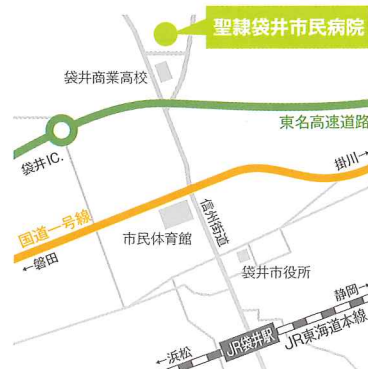 聖隷袋井市民病院
袋井商業高校
東名高速道路
袋井IC.
掛川→
国道一号線
信州街道
市民体育館
←磐田
袋井市役所
静岡→
JR袋井駅
JR東海道本線
←浜松